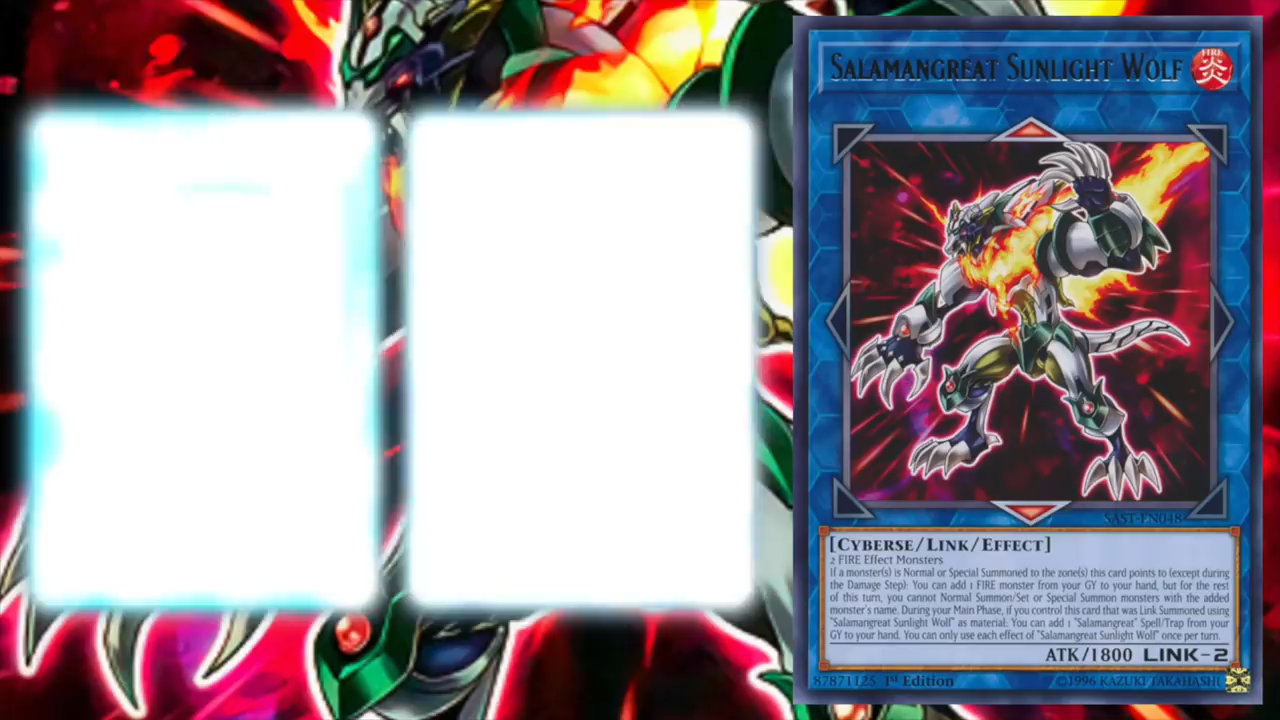 SALAMANGREAT SUNLIGHT WOLF
FIRE
炎
SAST-EN048
[CYBERSE/LINK/EFFECT]
2 FIRE Effect Monsters
If a monster(s) is Normal or Special Summoned to the zone(s) this card points to (except during
the Damage Step): You can add 1 FIRE monster from your GY to your hand, but for the rest
of this turn, you cannot Normal Summon/Set or Special Summon monsters with the added
monster's name. During your Main Phase, if you control this card that was Link Summoned using
"Salamangreat Sunlight Wolf" as material: You can add 1 "Salamangreat" Spell/Trap from your
GY to your hand. You can only use each effect of "Salamangreat Sunlight Wolf" once per turn.
ATK/1800 LINK-2
87871125 1st Edition ©1996 KAZUKI TAKAHASHI